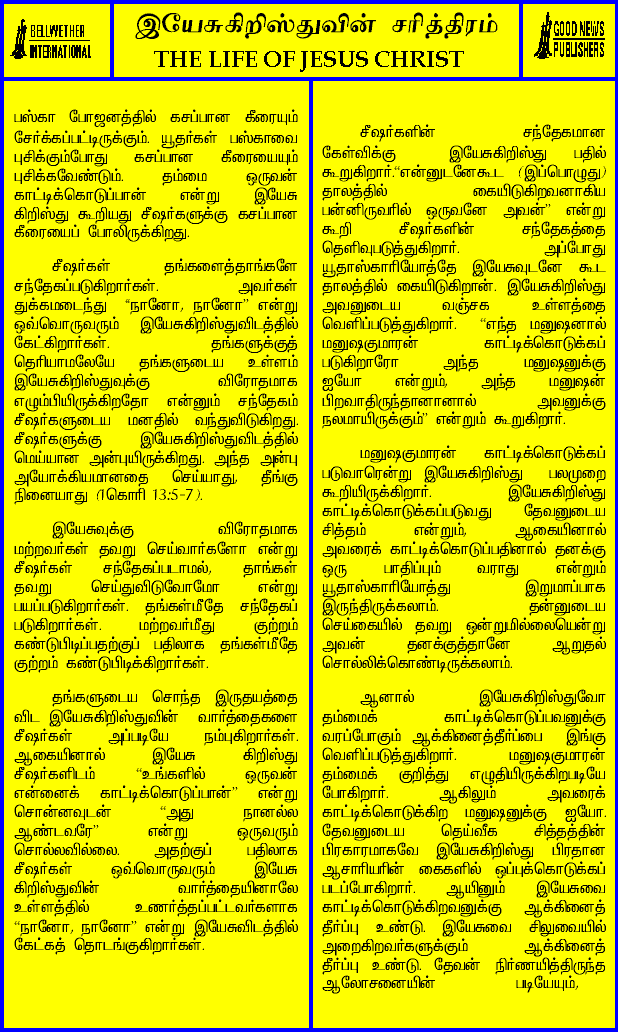 BELLWETHER
INTERNATIONAL
இயேசுகிறிஸ்துவின் சரித்திரம்
THE LIFE OF JESUS CHRIST
GOOD NEWS
PUBLISHERS
பஸ்கா போஜனத்தில் கசப்பான கீரையும்
சேர்க்கப்பட்டிருக்கும். யூதர்கள் பஸ்காவை
புசிக்கும்போது கசப்பான கீரையையும்
புசிக்கவேண்டும். தம்மை ஒருவன்
காட்டிக்கொடுப்பான் என்று இயேசு
கிறிஸ்து கூறியது சீஷர்களுக்கு கசப்பான
கீரையைப் போலிருக்கிறது.
சீஷர்கள் தங்களைத்தாங்களே
சந்தேகப்படுகிறார்கள். அவர்கள்
துக்கமடைந்து “நானோ, நானோ” என்று
ஒவ்வொருவரும் இயேசுகிறிஸ்துவிடத்தில்
கேட்கிறார்கள். தங்களுக்குத்
தெரியாமலேயே தங்களுடைய உள்ளம்
இயேசுகிறிஸ்துவுக்கு விரோதமாக
எழும்பியிருக்கிறதோ என்னும் சந்தேகம்
சீஷர்களுடைய மனதில் வந்துவிடுகிறது.
சீஷர்களுக்கு இயேசுகிறிஸ்துவிடத்தில்
மெய்யான அன்புயிருக்கிறது. அந்த அன்பு
அயோக்கியமானதை செய்யாது, தீங்கு
நினையாது (1கொரி 13:5-7).
இயேசுவுக்கு விரோதமாக
மற்றவர்கள் தவறு செய்வார்களோ என்று
சீஷர்கள் சந்தேகப்படாமல், தாங்கள்
தவறு செய்துவிடுவோமோ என்று
பயப்படுகிறார்கள். தங்கள்மீதே சந்தேகப்
படுகிறார்கள். மற்றவர்மீது குற்றம்
கண்டுபிடிப்பதற்குப் பதிலாக தங்கள்மீதே
குற்றம் கண்டுபிடிக்கிறார்கள்.
தங்களுடைய சொந்த இருதயத்தை
விட இயேசுகிறிஸ்துவின் வார்த்தைகளை
சீஷர்கள் அப்படியே நம்புகிறார்கள்.
ஆகையினால் இயேசு கிறிஸ்து
சீஷர்களிடம் “உங்களில் ஒருவன்
என்னைக் காட்டிக்கொடுப்பான்” என்று
சொன்னவுடன் “அது நானல்ல
ஆண்டவரே” என்று ஒருவரும்
சொல்லவில்லை. அதற்குப் பதிலாக
சீஷர்கள் ஒவ்வொருவரும் இயேசு
கிறிஸ்துவின் வார்த்தையினாலே
உள்ளத்தில் உணர்த்தப்பட்டவர்களாக
“நானோ, நானோ” என்று இயேசுவிடத்தில்
கேட்கத் தொடங்குகிறார்கள்.
சீஷர்களின் சந்தேகமான
கேள்விக்கு இயேசுகிறிஸ்து பதில்
கூறுகிறார்.“என்னுடனேகூட (இப்பொழுது)
தாலத்தில் கையிடுகிறவனாகிய
பன்னிருவரில் ஒருவனே அவன்” என்று
கூறி சீஷர்களின் சந்தேகத்தை
தெளிவுபடுத்துகிறார். அப்போது
யூதாஸ்காரியோத்தே இயேசுவுடனே கூட
தாலத்தில் கையிடுகிறான். இயேசுகிறிஸ்து
அவனுடைய வஞ்சக உள்ளத்தை
வெளிப்படுத்துகிறார். “எந்த மனுஷனால்
மனுஷகுமாரன் காட்டிக்கொடுக்கப்
படுகிறாரோ அந்த மனுஷனுக்கு
ஐயோ என்றும், அந்த மனுஷன்
பிறவாதிருந்தானானால் அவனுக்கு
நலமாயிருக்கும்” என்றும் கூறுகிறார்.
மனுஷகுமாரன் காட்டிக்கொடுக்கப்
படுவாரென்று இயேசுகிறிஸ்து பலமுறை
கூறியிருக்கிறார். இயேசுகிறிஸ்து
காட்டிக்கொடுக்கப்படுவது தேவனுடைய
சித்தம் என்றும், ஆகையினால்
அவரைக் காட்டிக்கொடுப்பதினால் தனக்கு
ஒரு பாதிப்பும் வராது என்றும்
யூதாஸ்காரியோத்து இறுமாப்பாக
இருந்திருக்கலாம். தன்னுடைய
செய்கையில் தவறு ஒன்றுமில்லையென்று
அவன் தனக்குத்தானே ஆறுதல்
சொல்லிக்கொண்டிருக்கலாம்.
ஆனால் இயேசுகிறிஸ்துவோ
தம்மைக் காட்டிக்கொடுப்பவனுக்கு
வரப்போகும் ஆக்கினைத்தீர்ப்பை இங்கு
வெளிப்படுத்துகிறார். மனுஷகுமாரன்
தம்மைக் குறித்து எழுதியிருக்கிறபடியே
போகிறார். ஆகிலும் அவரைக்
காட்டிக்கொடுக்கிற மனுஷனுக்கு ஐயோ.
தேவனுடைய தெய்வீக சித்தத்தின்
பிரகாரமாகவே இயேசுகிறிஸ்து பிரதான
ஆசாரியரின் கைகளில் ஒப்புக்கொடுக்கப்
படப்போகிறார். ஆயினும் இயேசுவை
காட்டிக்கொடுக்கிறவனுக்கு ஆக்கினைத்
தீர்ப்பு உண்டு. இயேசுவை சிலுவையில்
அறைகிறவர்களுக்கும் ஆக்கினைத்
தீர்ப்பு உண்டு. தேவன் நிர்ணயித்திருந்த
ஆலோசனையின் படியேயும்,